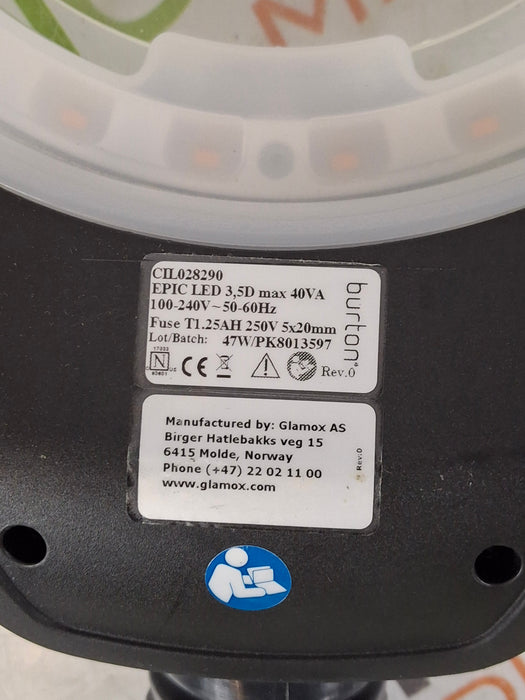 CIL028290
EPIC LED 3,5D max 40VA
100-240V~50-60Hz
Fuse T1.25AH 250V 5x20mm
Lot/Batch: 47W/PK8013597
N US
CE
Rev.0
burton
Manufactured by: Glamox AS
Birger Hatlebakks veg 15
6415 Molde, Norway
Phone (+47) 22 02 11 00
www.glamox.com
Rev:0